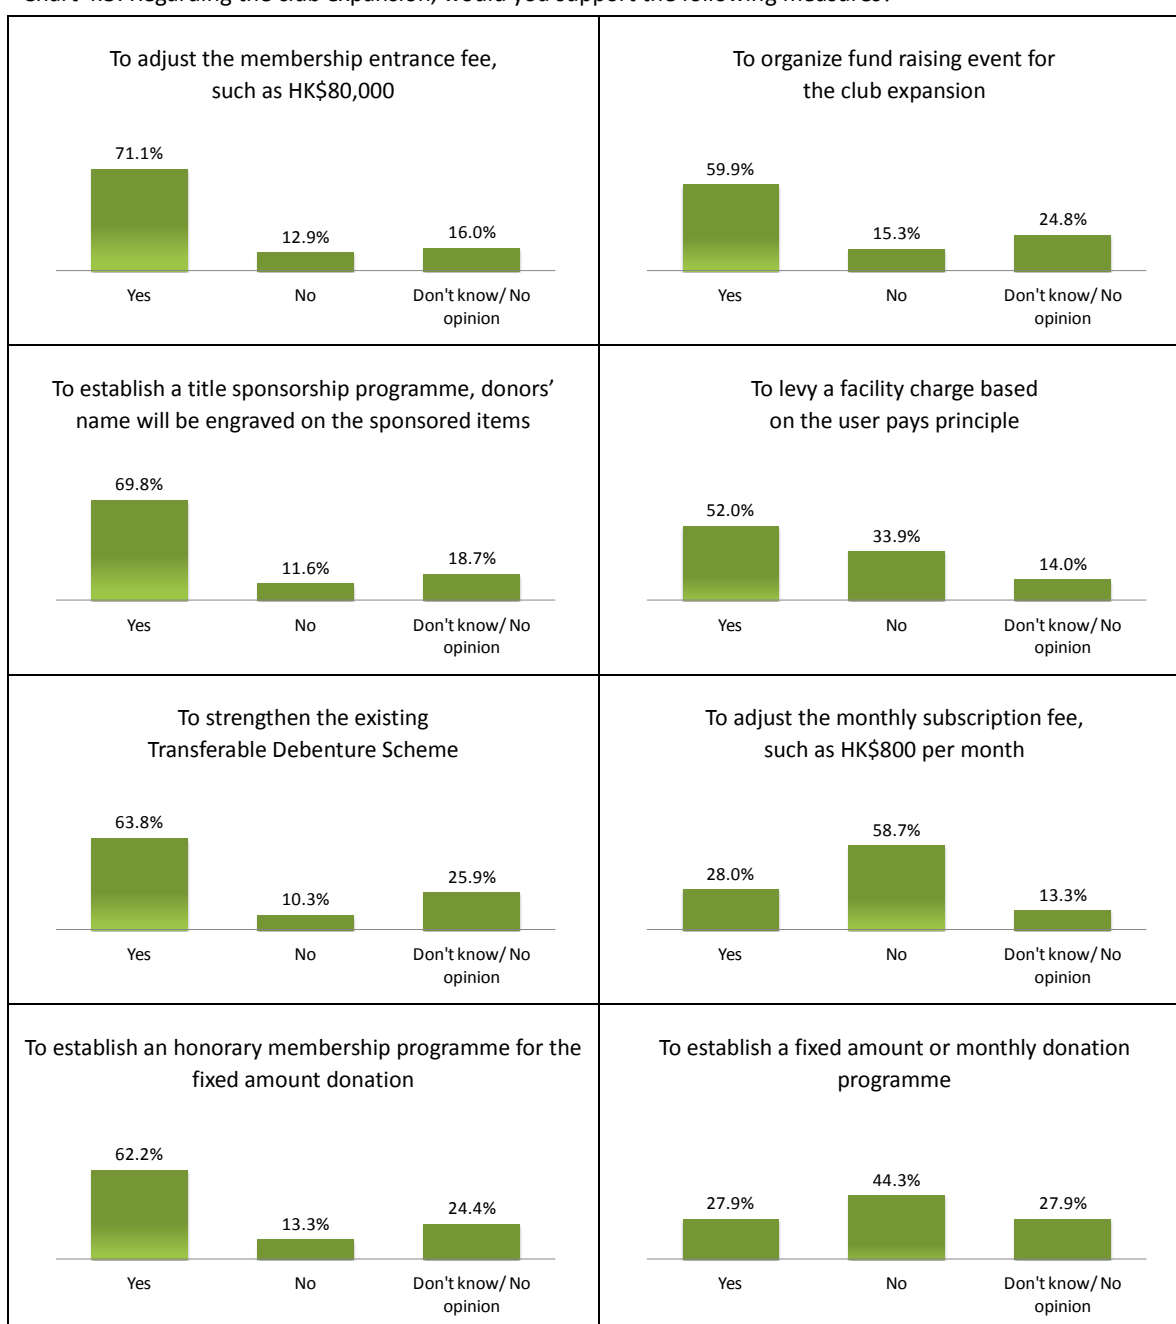 To adjust the membership entrance fee,
such as HK$80,000
71.1%
12.9%
16.0%
Yes
No
Don't know/ No
opinion
To organize fund raising event for
the club expansion
59.9%
15.3%
24.8%
Yes
No
Don't know/ No
opinion
To establish a title sponsorship programme, donors’
name will be engraved on the sponsored items
69.8%
11.6%
18.7%
Yes
No
Don't know/ No
opinion
To levy a facility charge based
on the user pays principle
52.0%
33.9%
14.0%
Yes
No
Don't know/ No
opinion
To strengthen the existing
Transferable Debenture Scheme
63.8%
10.3%
25.9%
Yes
No
Don't know/ No
opinion
To adjust the monthly subscription fee,
such as HK$800 per month
28.0%
58.7%
13.3%
Yes
No
Don't know/ No
opinion
To establish an honorary membership programme for the
fixed amount donation
62.2%
13.3%
24.4%
Yes
No
Don't know/ No
opinion
To establish a fixed amount or monthly donation
programme
27.9%
44.3%
27.9%
Yes
No
Don't know/ No
opinion